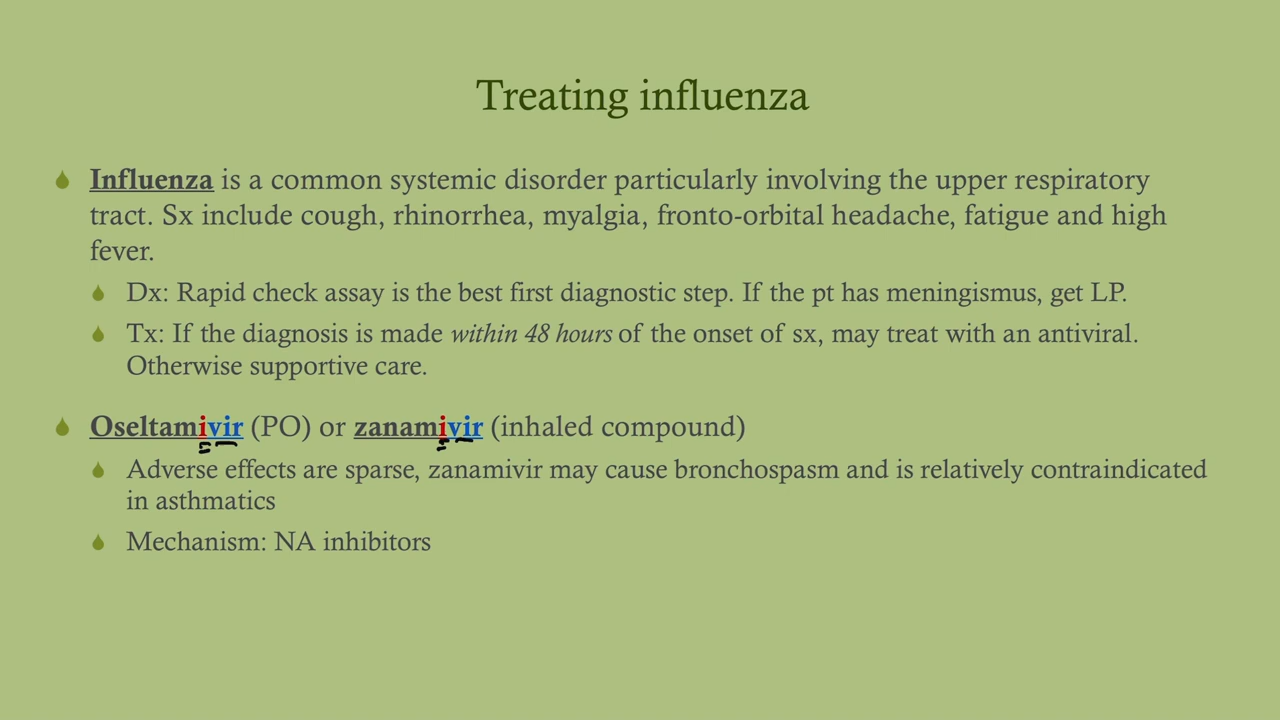 Treating influenza
Influenza is a common systemic disorder particularly involving the upper respiratory
tract. Sx include cough, rhinorrhea, myalgia, fronto-orbital headache, fatigue and high
fever.
Dx: Rapid check assay is the best first diagnostic step. If the pt has meningismus, get LP.
Tx: If the diagnosis is made within 48 hours of the onset of sx, may treat with an antiviral.
Otherwise supportive care.
Oseltamivir (PO) or zanamivir (inhaled compound)
Adverse effects are sparse, zanamivir may cause bronchospasm and is relatively contraindicated
in asthmatics
Mechanism: NA inhibitors